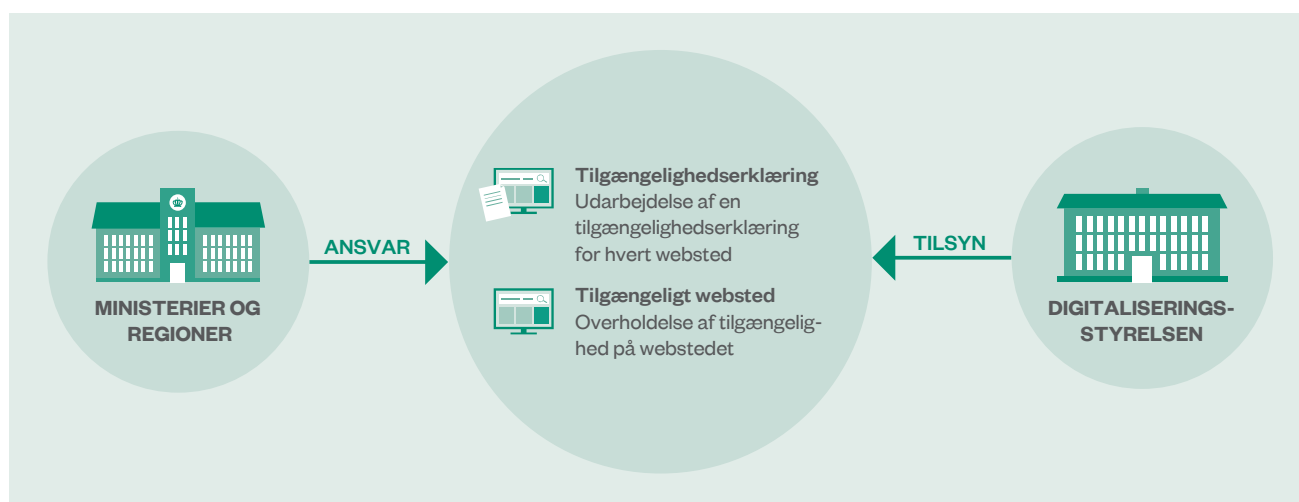 MINISTERIER OG
REGIONER
ANSVAR
Tilgængelighedserklæring
Udarbejdelse af en
tilgængelighedserklæring
for hvert websted
Tilgængeligt websted
Overholdelse af tilgængelig-
hed på webstedet
TILSYN
DIGITALISERINGS-
STYRELSEN